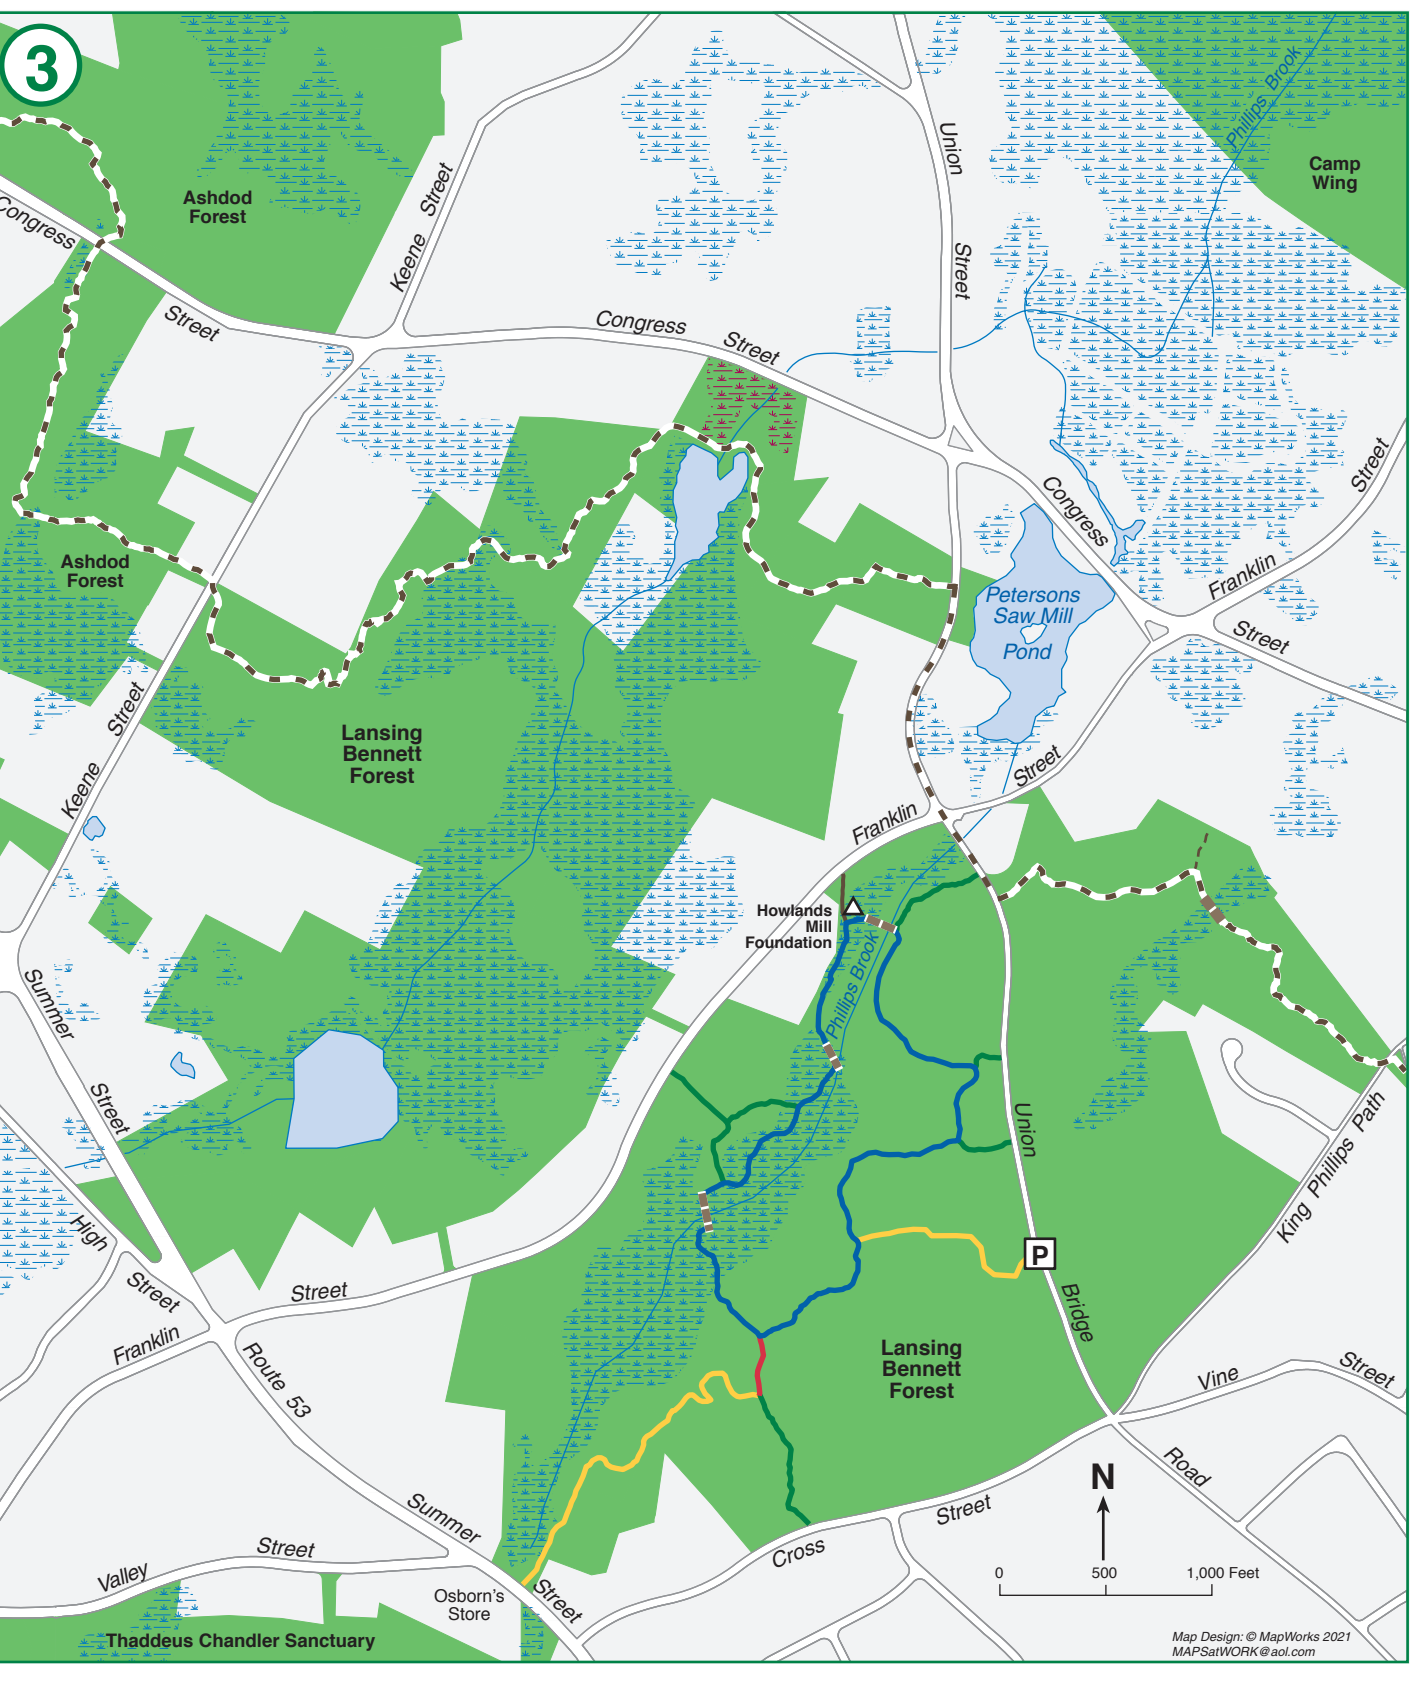 3
Phillips Brook
Camp
Wing
Ashdod
Forest
Union
Street
Keene
Street
Congress
Street
Congress
Street
Congress
Street
Franklin
Street
Ashdod
Forest
Petersons
Saw Mill
Pond
Keene
Street
Lansing
Bennett
Forest
Franklin
Street
Howlands
Mill
Foundation
Phillips Brook
Summer
Street
Union
Bridge
Road
King Phillips Path
High
Street
Franklin
Street
Route 53
P
Lansing
Bennett
Forest
Vine
Street
Summer
Street
Valley
Street
Osborn's
Store
Cross
Street
N
0 500 1,000 Feet
Thaddeus Chandler Sanctuary
Map Design: © MapWorks 2021
MAPSatWORK@aol.com